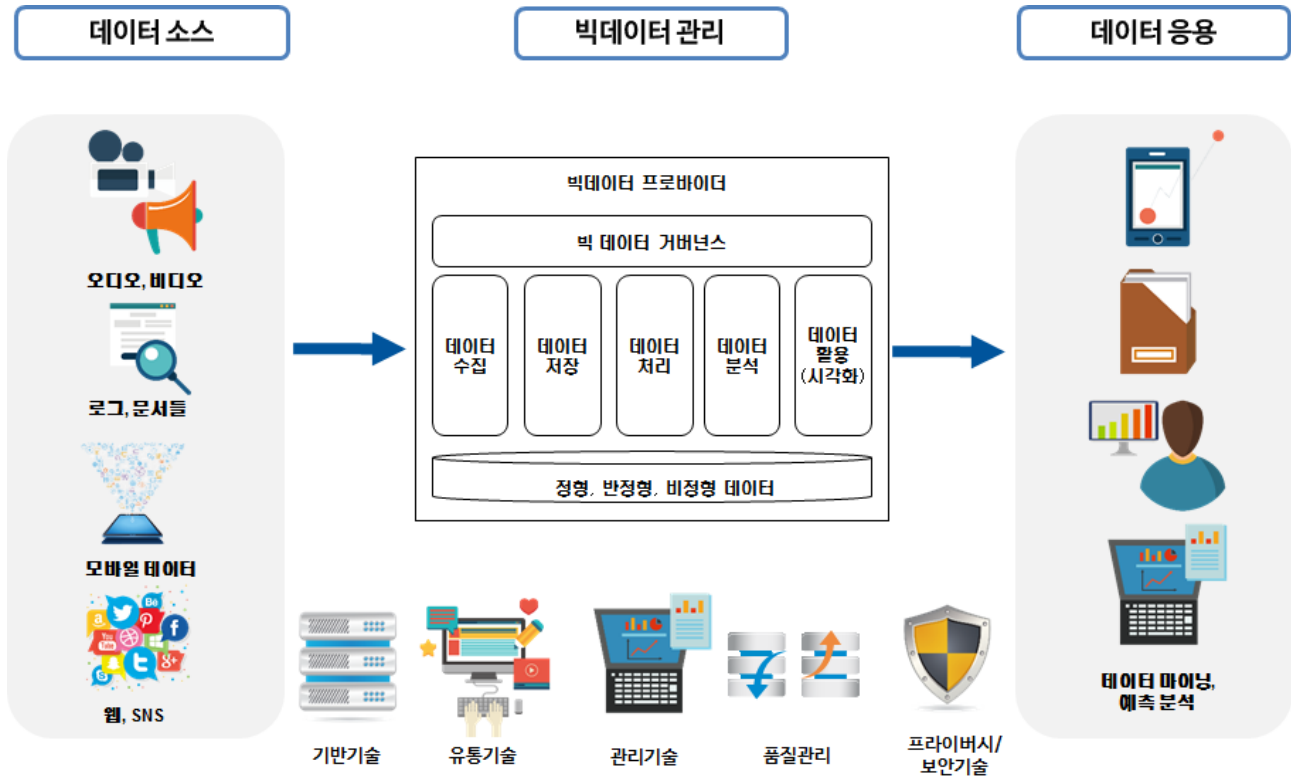 데이터 소스
빅데이터 관리
데이터 응용
오디오, 비디오
로그, 문서들
모바일 데이터
웹, SNS
빅데이터 프로바이더
빅 데이터 거버넌스
데이터
수집
데이터
저장
데이터
처리
데이터
분석
데이터
활용
(시각화)
정형, 반정형, 비정형 데이터
기반기술
유통기술
관리기술
품질관리
프라이버시/
보안기술
데이터 마이닝,
예측 분석